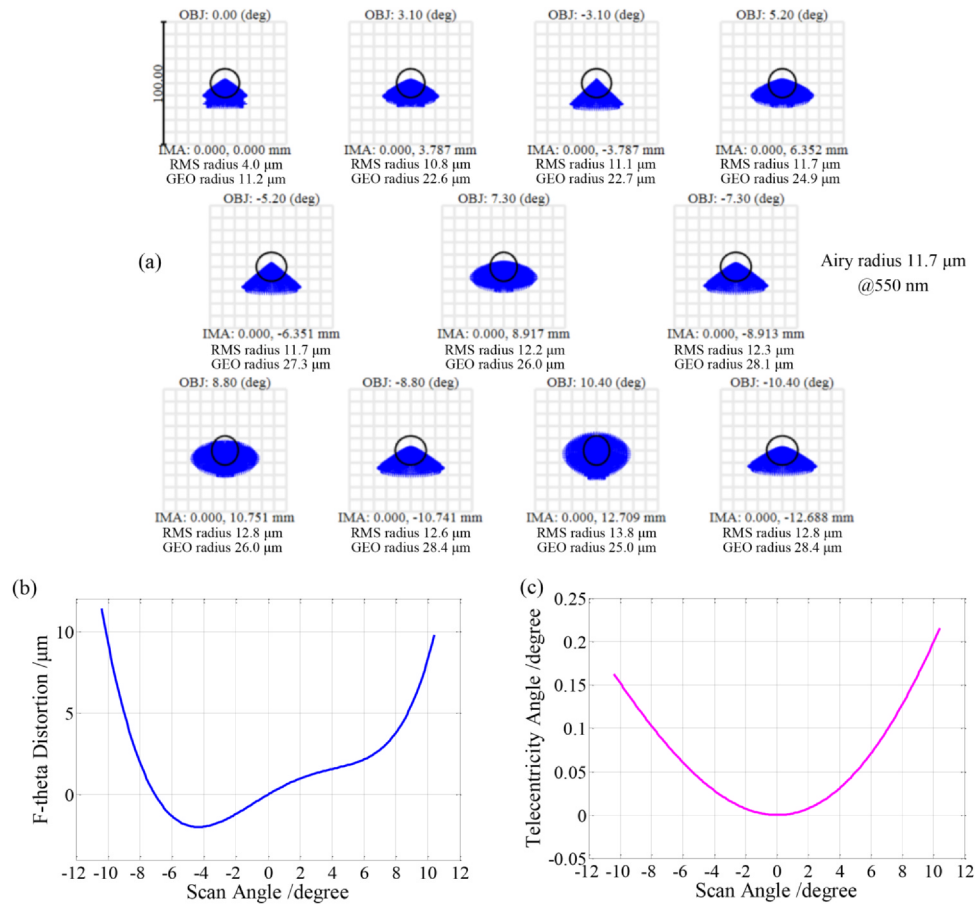 OBJ: 0.00 (deg)
OBJ: 3.10 (deg)
OBJ: -3.10 (deg)
OBJ: 5.20 (deg)
100.00
IMA: 0.000, 0.000 mm
RMS radius 4.0 μm
GEO radius 11.2 μm
IMA: 0.000, 3.787 mm
RMS radius 10.8 μm
GEO radius 22.6 μm
IMA: 0.000, -3.787 mm
RMS radius 11.1 μm
GEO radius 22.7 μm
IMA: 0.000, 6.352 mm
RMS radius 11.7 μm
GEO radius 24.9 μm
(a)
OBJ: -5.20 (deg)
OBJ: 7.30 (deg)
OBJ: -7.30 (deg)
IMA: 0.000, -6.351 mm
RMS radius 11.7 μm
GEO radius 27.3 μm
IMA: 0.000, 8.917 mm
RMS radius 12.2 μm
GEO radius 26.0 μm
IMA: 0.000, -8.913 mm
RMS radius 12.3 μm
GEO radius 28.1 μm
Airy radius 11.7 μm
@550 nm
OBJ: 8.80 (deg)
OBJ: -8.80 (deg)
OBJ: 10.40 (deg)
OBJ: -10.40 (deg)
IMA: 0.000, 10.751 mm
RMS radius 12.8 μm
GEO radius 26.0 μm
IMA: 0.000, -10.741 mm
RMS radius 12.6 μm
GEO radius 28.4 μm
IMA: 0.000, 12.709 mm
RMS radius 13.8 μm
GEO radius 25.0 μm
IMA: 0.000, -12.688 mm
RMS radius 12.8 μm
GEO radius 28.4 μm
(b)
F-theta Distortion /μm
10
5
0
-12 -10 -8 -6 -4 -2 0 2 4 6 8 10 12
Scan Angle /degree
(c)
Telecentricity Angle /degree
0.25
0.2
0.15
0.1
0.05
0
-0.05
-12 -10 -8 -6 -4 -2 0 2 4 6 8 10 12
Scan Angle /degree